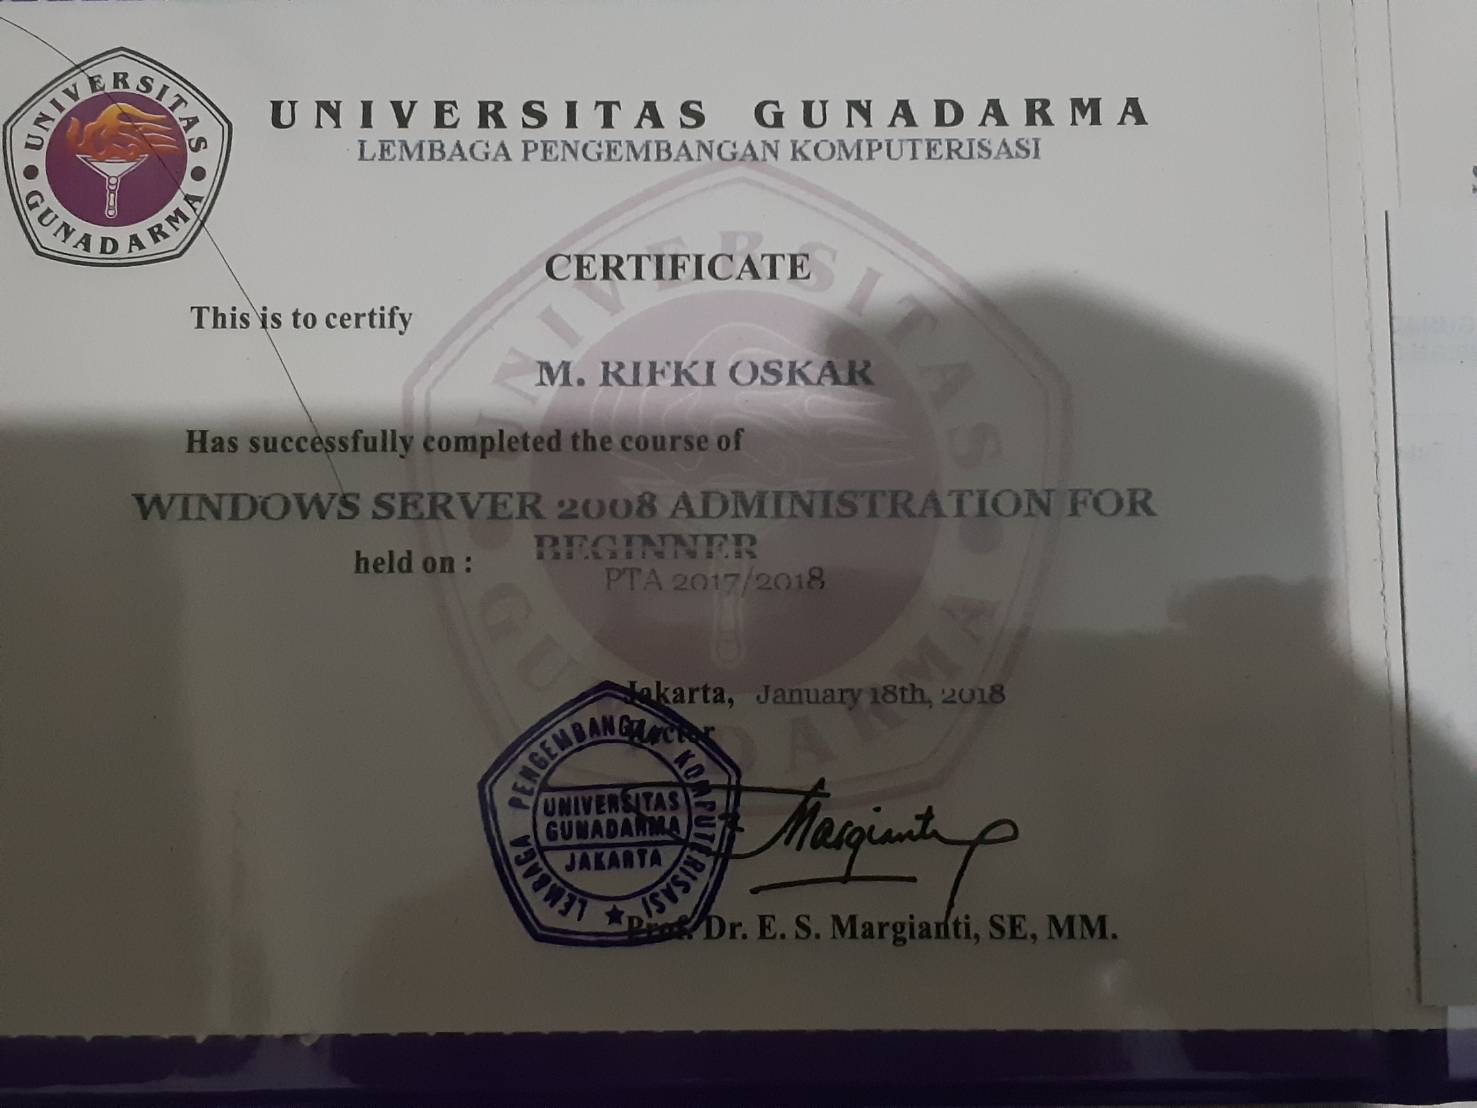 UNIVERSITAS GUNADARMA
UNIVERSITAS GUNADARMA
LEMBAGA PENGEMBANGAN KOMPUTERISASI
CERTIFICATE
This is to certify
M. RIFKI OSKAR
Has successfully completed the course of
WINDOWS SERVER 2008 ADMINISTRATION FOR
BEGINNER
held on :
PTA 2017/2018
UNIVERSITAS GUNADARMA
Jakarta, January 18th, 2018
Rector
LEMBAGA PENGEMBANGAN KOMPUTERISASI
UNIVERSITAS
GUNADARMA
JAKARTA
Margianti
Prof. Dr. E. S. Margianti, SE, MM.